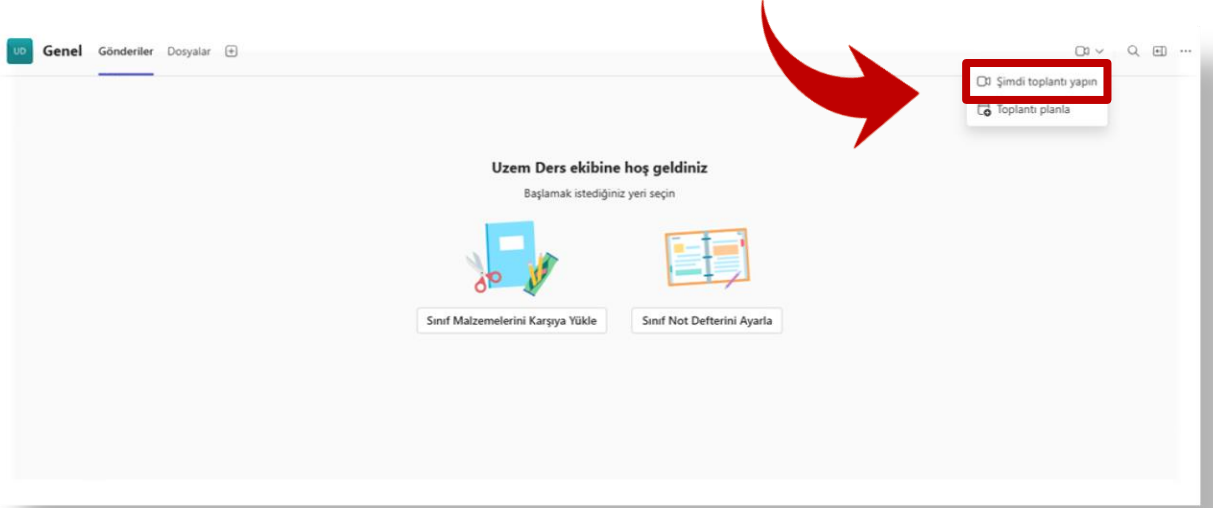 UD Genel Gönderiler Dosyalar
Şimdi toplantı yapın
Toplantı planla
Uzem Ders ekibine hoş geldiniz
Başlamak istediğiniz yeri seçin
Sınıf Malzemelerini Karşıya Yükle Sınıf Not Defterini Ayarla